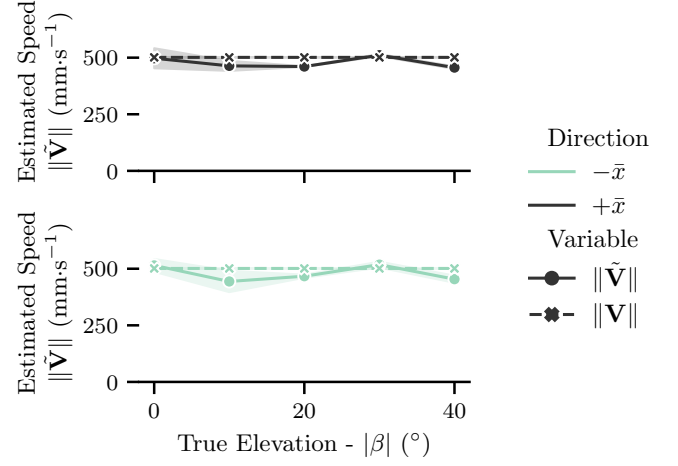 Estimated Speed
‖Ṽ‖ (mm·s⁻¹)
500
250
0
Estimated Speed
‖Ṽ‖ (mm·s⁻¹)
500
250
0
0 20 40
True Elevation - |β| (°)
Direction
−x̄
+x̄
Variable
‖Ṽ‖
‖V‖